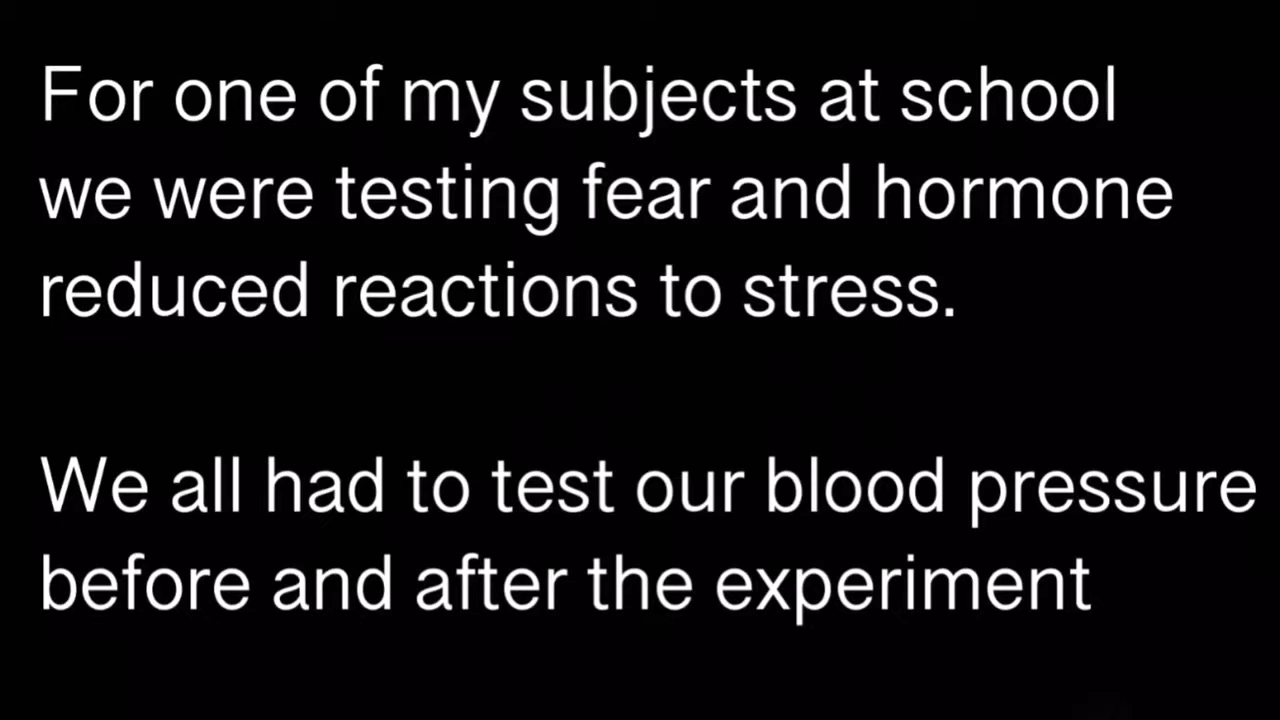 For one of my subjects at school
we were testing fear and hormone
reduced reactions to stress.
We all had to test our blood pressure
before and after the experiment